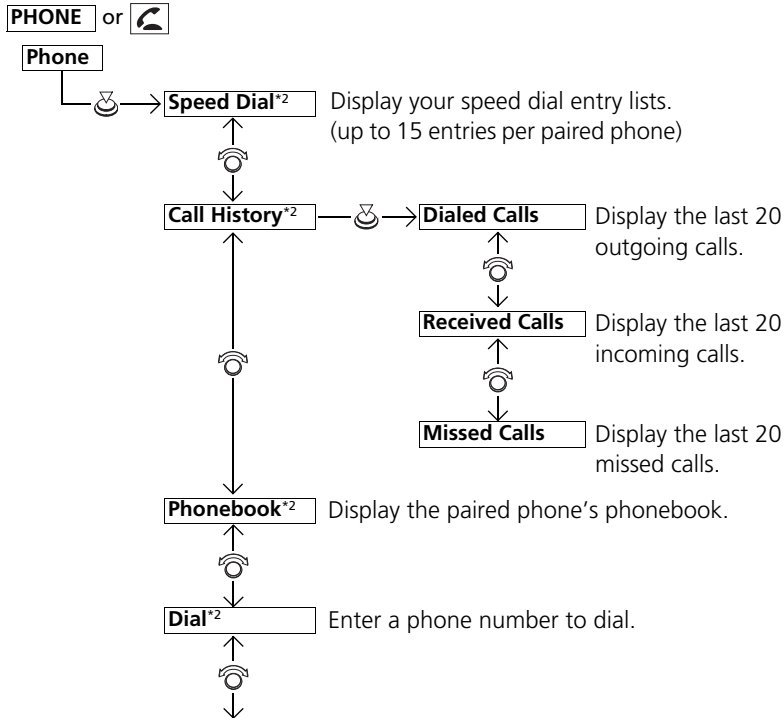 PHONE or
Phone
Speed Dial*2 Display your speed dial entry lists.
(up to 15 entries per paired phone)
Call History*2 Dialed Calls Display the last 20
outgoing calls.
Received Calls Display the last 20
incoming calls.
Missed Calls Display the last 20
missed calls.
Phonebook*2 Display the paired phone's phonebook.
Dial*2 Enter a phone number to dial.